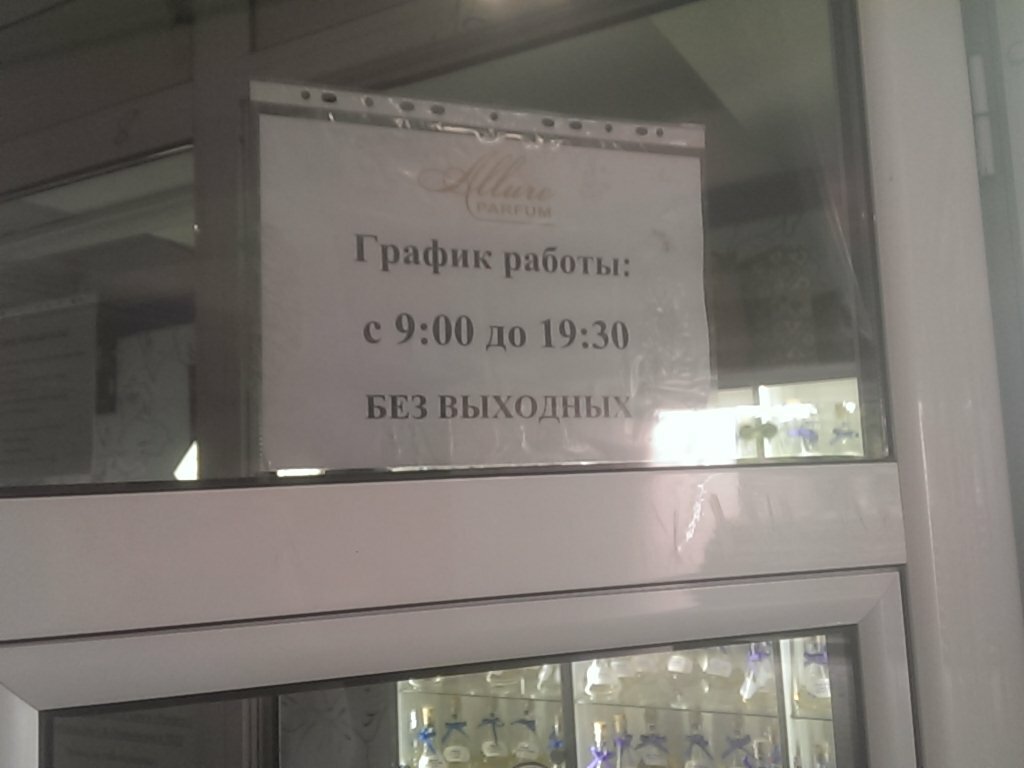 Allure
PARFUM
График работы:
с 9:00 до 19:30
БЕЗ ВЫХОДНЫХ